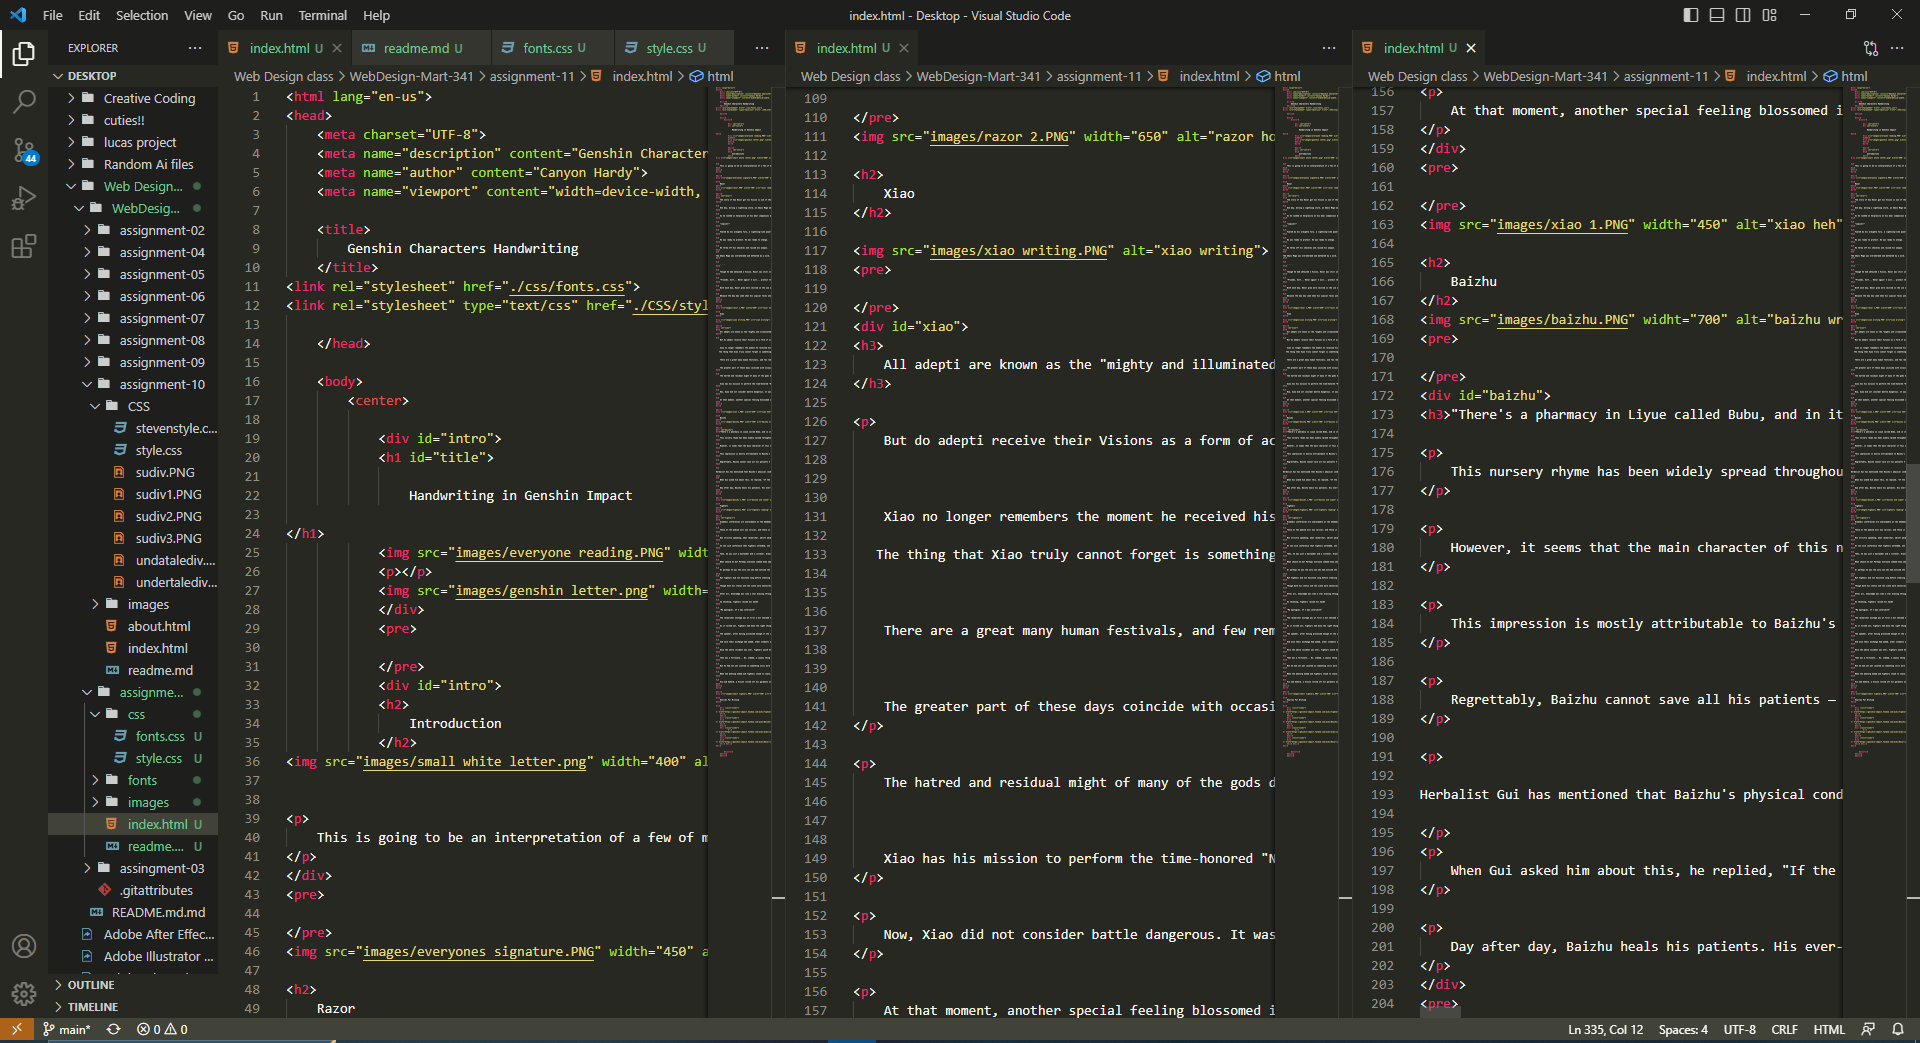 File Edit Selection View Go Run Terminal Help
index.html - Desktop - Visual Studio Code
EXPLORER ...
DESKTOP
Creative Coding
cuties!!
lucas project
Random Ai files
Web Design...
WebDesig...
assignment-02
assignment-04
assignment-05
assignment-06
assignment-07
assignment-08
assignment-09
assignment-10
CSS
stevenstyle.c...
style.css
sudiv.PNG
sudiv1.PNG
sudiv2.PNG
sudiv3.PNG
undatalediv....
undertalediv...
images
about.html
index.html
readme.md
assignme...
css
fonts.css U
style.css U
fonts
images
index.html U
readme.... U
assingment-03
.gitattributes
README.md.md
Adobe After Effec...
Adobe Illustrator ...
OUTLINE
TIMELINE
44
index.html U readme.md U fonts.css U style.css U
Web Design class > WebDesign-Mart-341 > assignment-11 > index.html > html
1 <html lang="en-us">
2 <head>
3 <meta charset="UTF-8">
4 <meta name="description" content="Genshin Character
5 <meta name="author" content="Canyon Hardy">
6 <meta name="viewport" content="width=device-width,
7
8 <title>
9 Genshin Characters Handwriting
10 </title>
11 <link rel="stylesheet" href="./css/fonts.css">
12 <link rel="stylesheet" type="text/css" href="./CSS/styl
13
14 </head>
15
16 <body>
17 <center>
18
19 <div id="intro">
20 <h1 id="title">
21
22 Handwriting in Genshin Impact
23
24 </h1>
25 <img src="images/everyone reading.PNG" widt
26 <p></p>
27 <img src="images/genshin letter.png" width=
28 </div>
29 <pre>
30
31 </pre>
32 <div id="intro">
33 <h2>
34 Introduction
35 </h2>
36 <img src="images/small white letter.png" width="400" al
37
38
39 <p>
40 This is going to be an interpretation of a few of m
41 </p>
42 </div>
43 <pre>
44
45 </pre>
46 <img src="images/everyones signature.PNG" width="450" a
47
48 <h2>
49 Razor
index.html U
Web Design class > WebDesign-Mart-341 > assignment-11 > index.html > html
109
110 </pre>
111 <img src="images/razor 2.PNG" width="650" alt="razor ho
112
113 <h2>
114 Xiao
115 </h2>
116
117 <img src="images/xiao writing.PNG" alt="xiao writing">
118 <pre>
119
120 </pre>
121 <div id="xiao">
122 <h3>
123 All adepti are known as the "mighty and illuminated
124 </h3>
125
126 <p>
127 But do adepti receive their Visions as a form of ac
128
129
130
131 Xiao no longer remembers the moment he received his
132
133 The thing that Xiao truly cannot forget is something
134
135
136
137 There are a great many human festivals, and few rem
138
139
140
141 The greater part of these days coincide with occasi
142 </p>
143
144 <p>
145 The hatred and residual might of many of the gods d
146
147
148
149 Xiao has his mission to perform the time-honored "N
150 </p>
151
152 <p>
153 Now, Xiao did not consider battle dangerous. It was
154 </p>
155
156 <p>
157 At that moment, another special feeling blossomed i
index.html U
Web Design class > WebDesign-Mart-341 > assignment-11 > index.html > html
156 <p>
157 At that moment, another special feeling blossomed i
158 </p>
159 </div>
160 <pre>
161
162 </pre>
163 <img src="images/xiao 1.PNG" width="450" alt="xiao heh"
164
165 <h2>
166 Baizhu
167 </h2>
168 <img src="images/baizhu.PNG" widht="700" alt="baizhu wr
169 <pre>
170
171 </pre>
172 <div id="baizhu">
173 <h3>"There's a pharmacy in Liyue called Bubu, and in it
174
175 <p>
176 This nursery rhyme has been widely spread throughou
177 </p>
178
179 <p>
180 However, it seems that the main character of this n
181 </p>
182
183 <p>
184 This impression is mostly attributable to Baizhu's
185 </p>
186
187 <p>
188 Regrettably, Baizhu cannot save all his patients —
189 </p>
190
191 <p>
192
193 Herbalist Gui has mentioned that Baizhu's physical cond
194
195 </p>
196 <p>
197 When Gui asked him about this, he replied, "If the
198 </p>
199
200 <p>
201 Day after day, Baizhu heals his patients. His ever-
202 </p>
203 </div>
204 <pre>
main* 0 0
Ln 335, Col 12 Spaces: 4 UTF-8 CRLF HTML